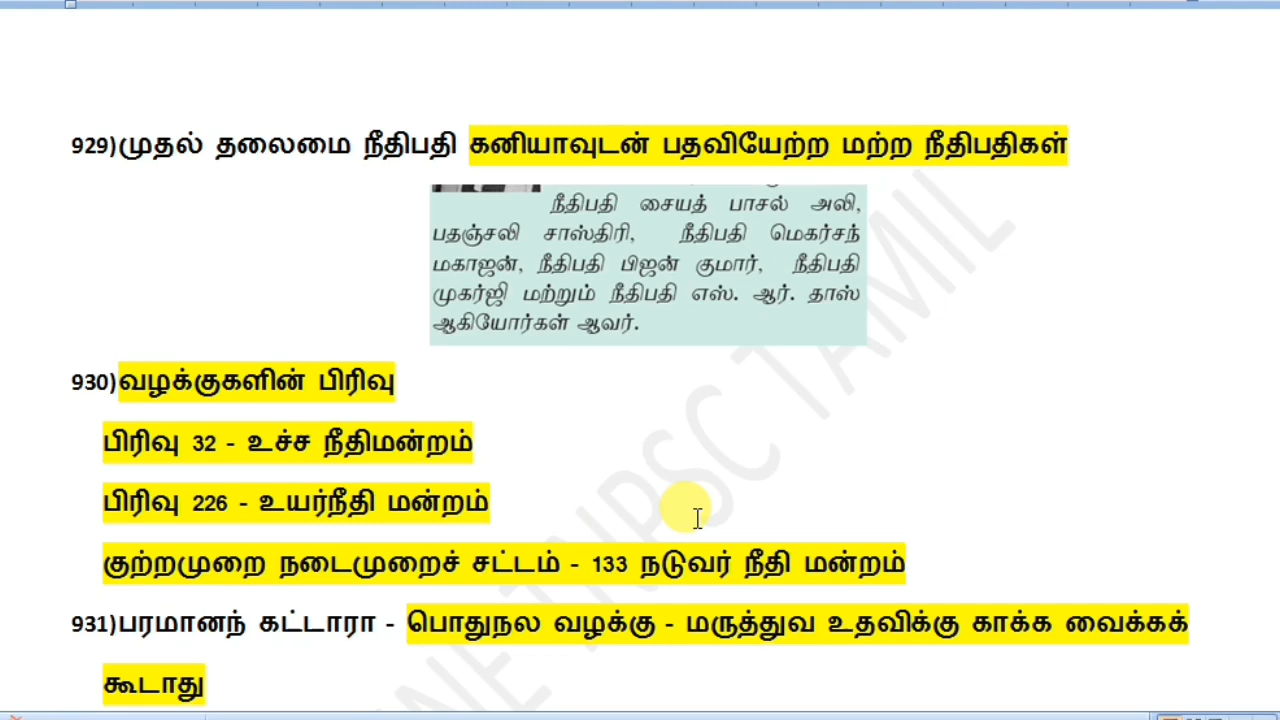 929)முதல் தலைமை நீதிபதி கனியாவுடன் பதவியேற்ற மற்ற நீதிபதிகள்
நீதிபதி சையத் பாசல் அலி,
பதஞ்சலி சாஸ்திரி, நீதிபதி மெகர்சந்
மகாஜன், நீதிபதி பிஜன் குமார், நீதிபதி
முகர்ஜி மற்றும் நீதிபதி எஸ். ஆர். தாஸ்
ஆகியோர்கள் ஆவர்.
930)வழக்குகளின் பிரிவு
பிரிவு 32 - உச்ச நீதிமன்றம்
பிரிவு 226 - உயர்நீதி மன்றம்
குற்றமுறை நடைமுறைச் சட்டம் - 133 நடுவர் நீதி மன்றம்
931)பரமானந் கட்டாரா - பொதுநல வழக்கு - மருத்துவ உதவிக்கு காக்க வைக்கக்
கூடாது
NE TNPSC TAMIL